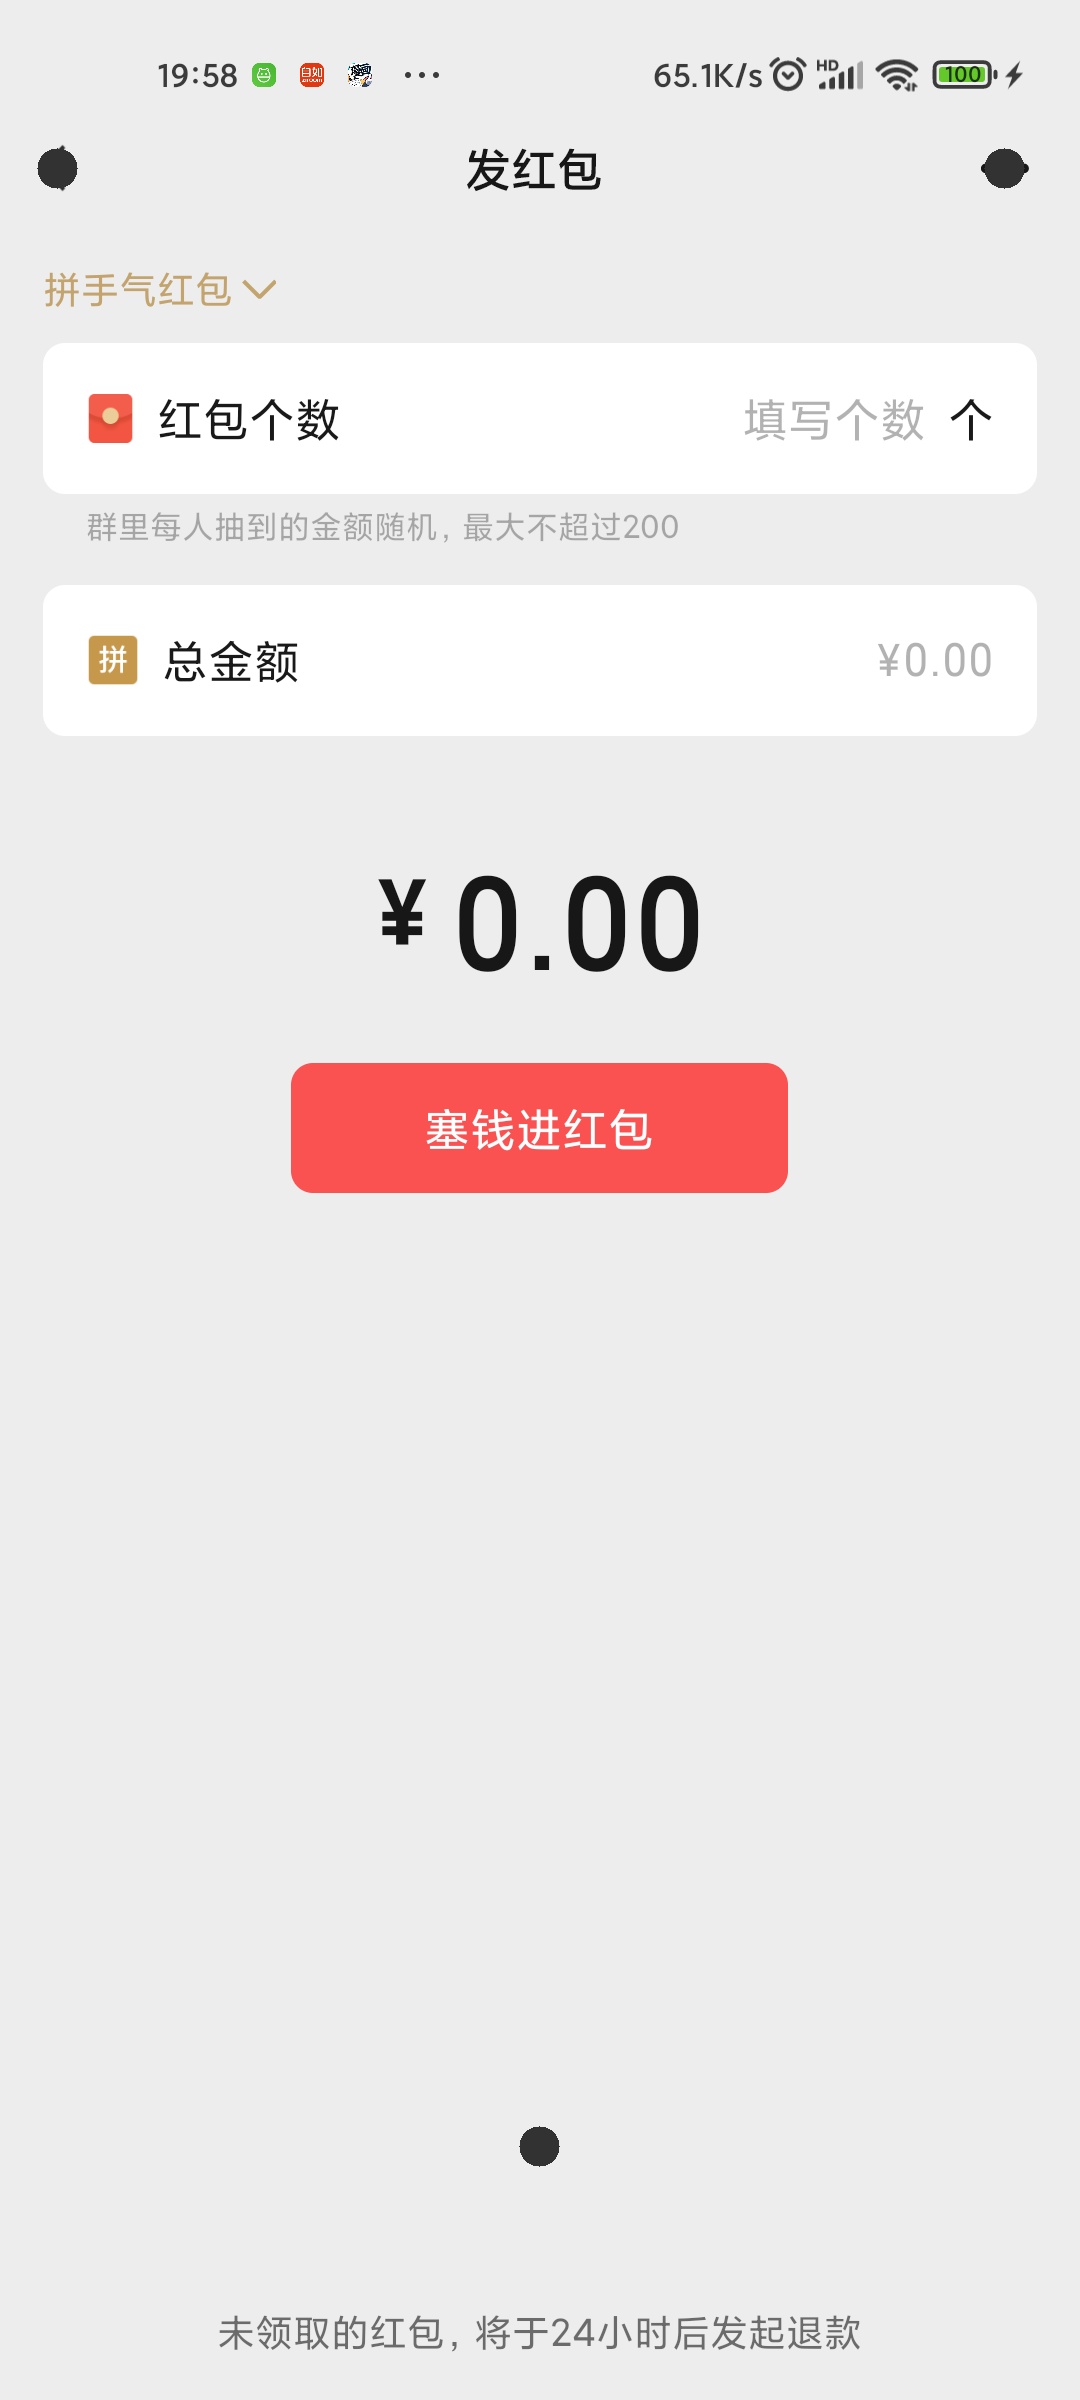 19:58
65.1K/s
HD
100
发红包
拼手气红包
红包个数
填写个数 个
群里每人抽到的金额随机, 最大不超过200
拼 总金额
¥0.00
¥ 0.00
塞钱进红包
未领取的红包, 将于24小时后发起退款